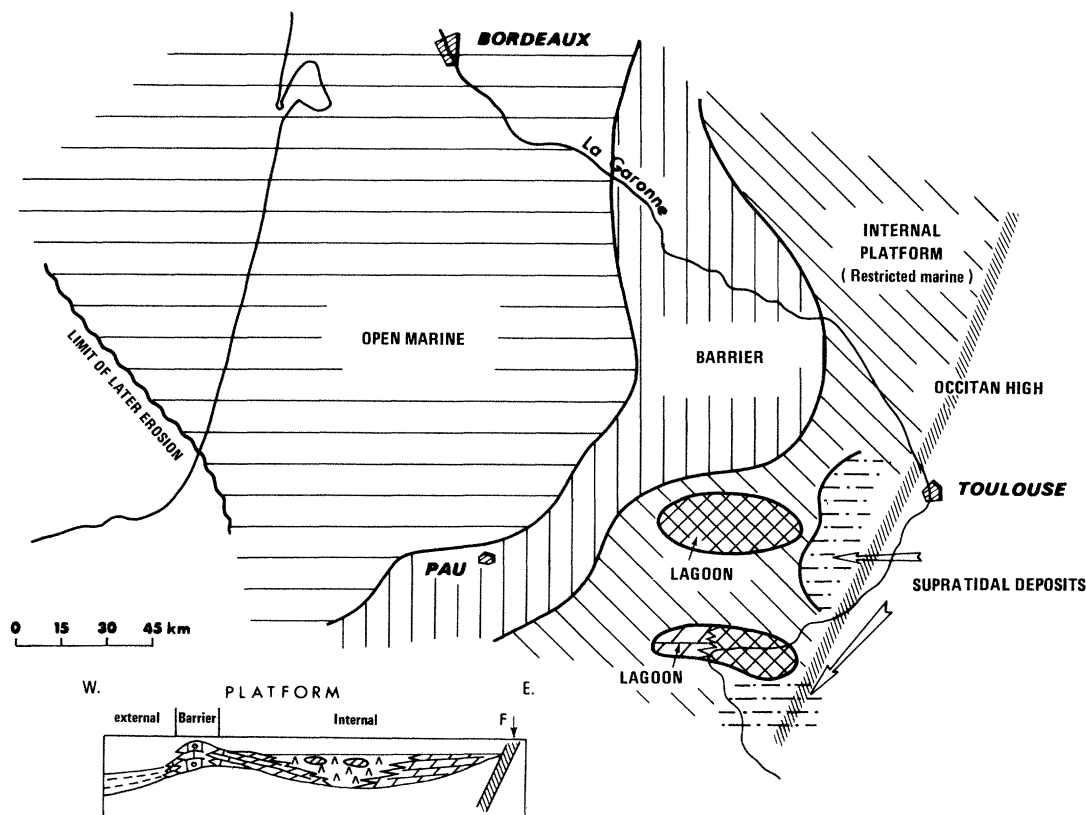 BORDEAUX
La Garonne
INTERNAL
PLATFORM
( Restricted marine )
OPEN MARINE
BARRIER
LIMIT OF LATER EROSION
OCCITAN HIGH
TOULOUSE
PAU
LAGOON
SUPRATIDAL DEPOSITS
0 15 30 45 km
LAGOON
W. PLATFORM E.
external Barrier Internal F